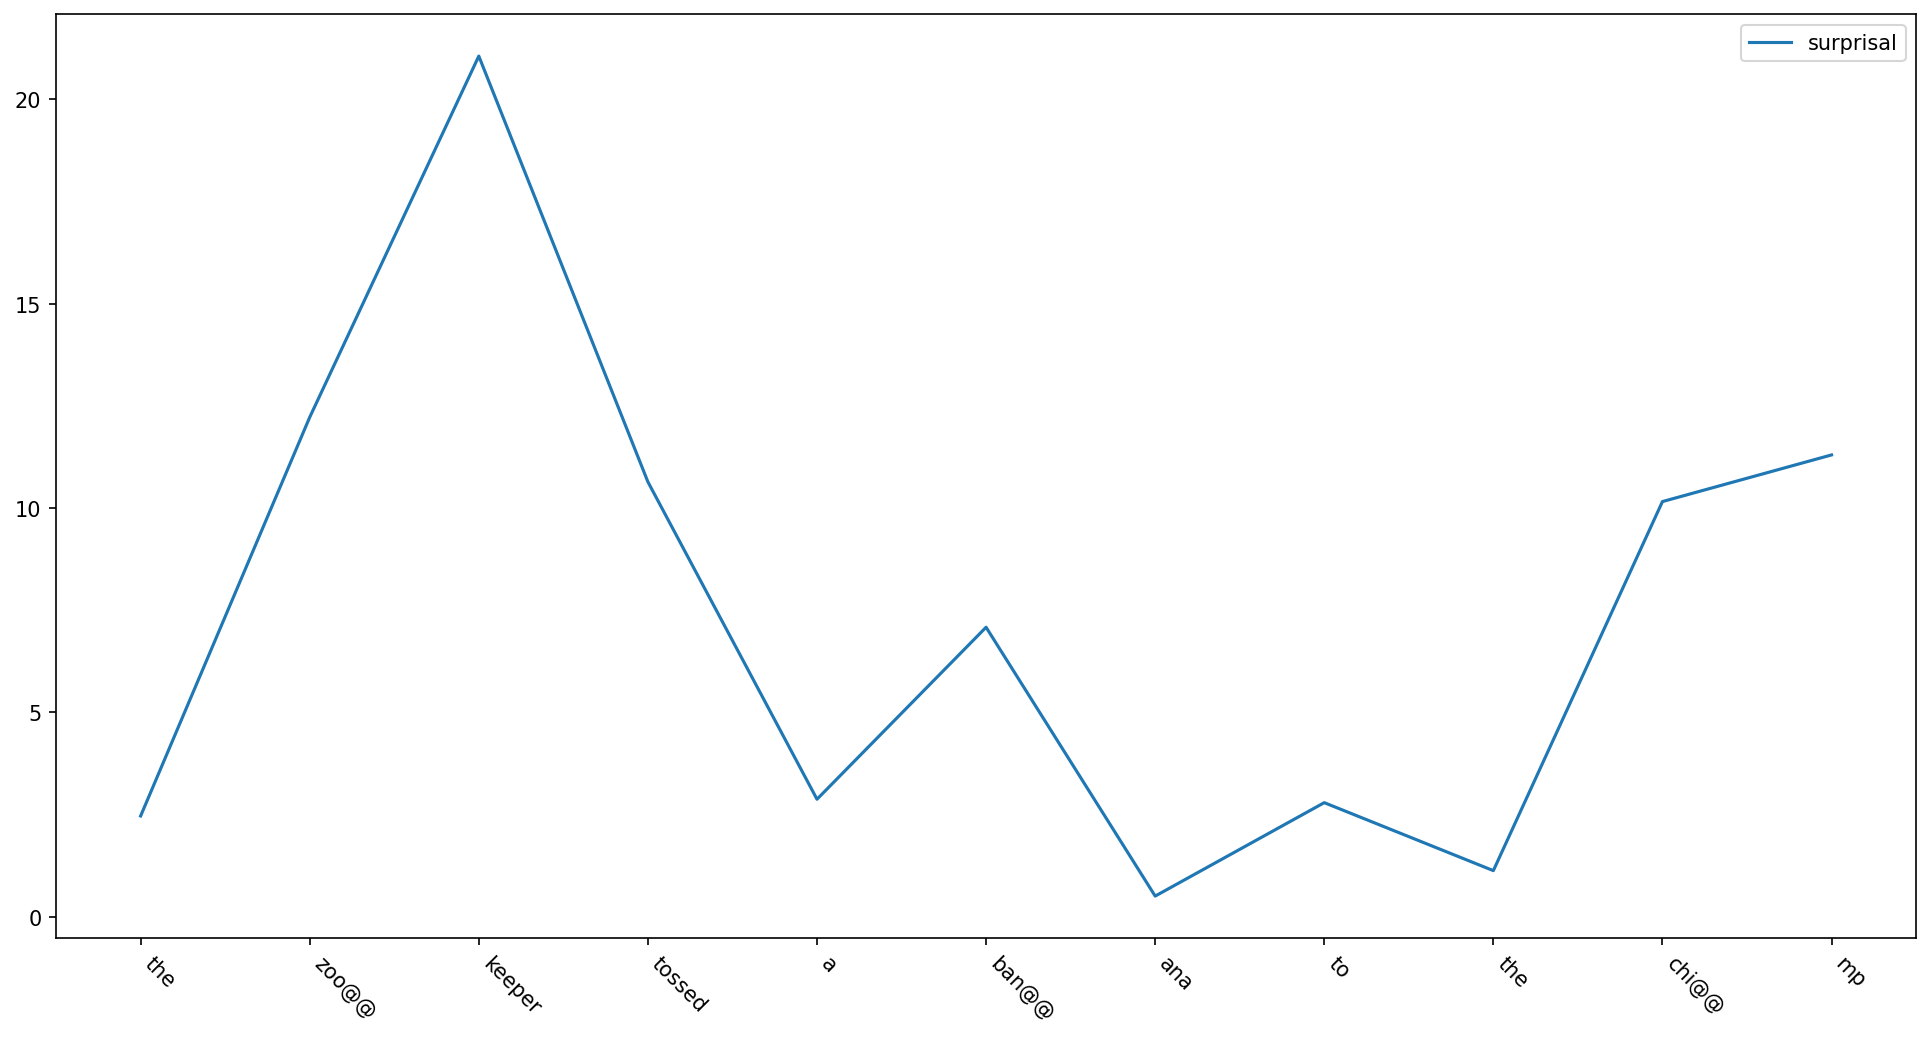 surprisal
20
15
10
5
0
the
zoo@@
keeper
tossed
a
ban@@
ana
to
the
chi@@
mp